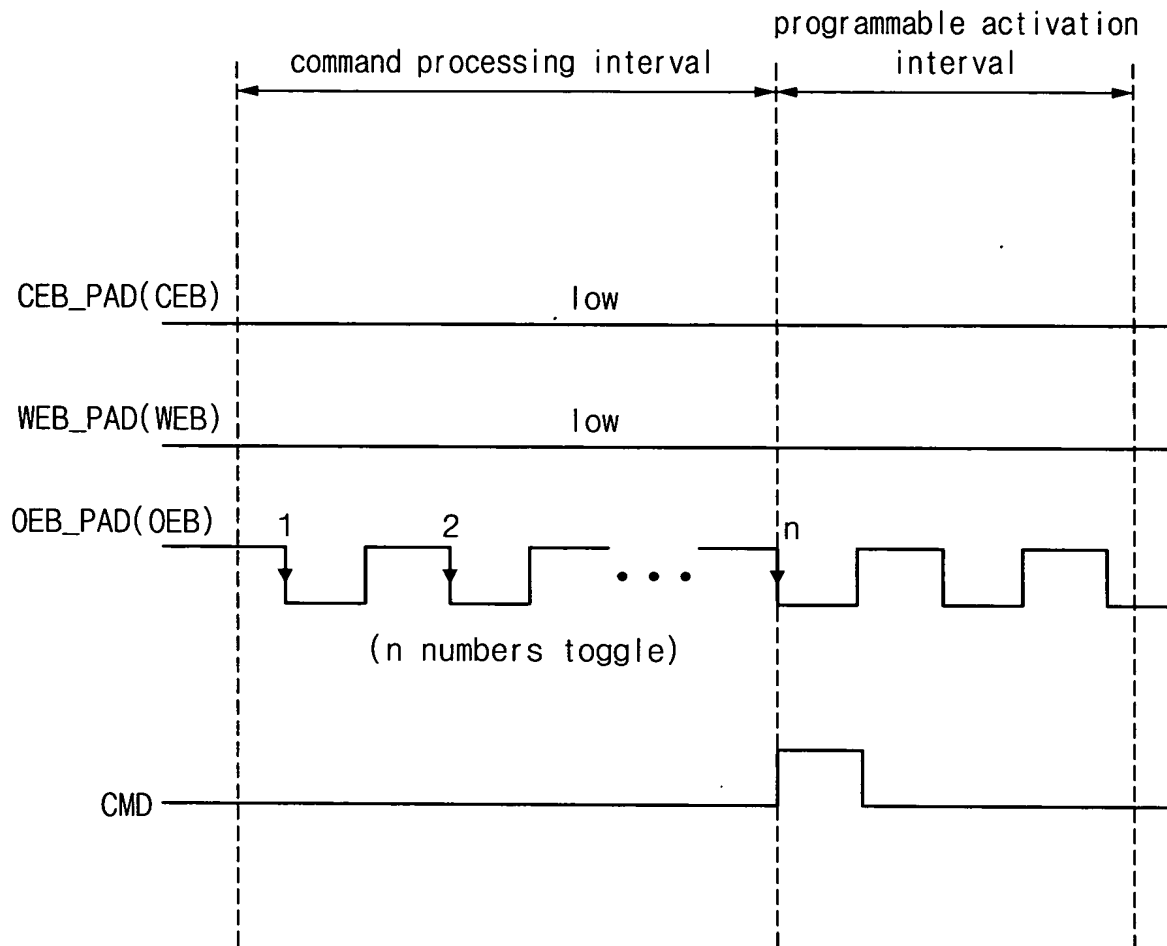 programmable activation
interval
command processing interval
CEB_PAD(CEB)
low
WEB_PAD(WEB)
low
OEB_PAD(OEB)
1
2
n
(n numbers toggle)
CMD